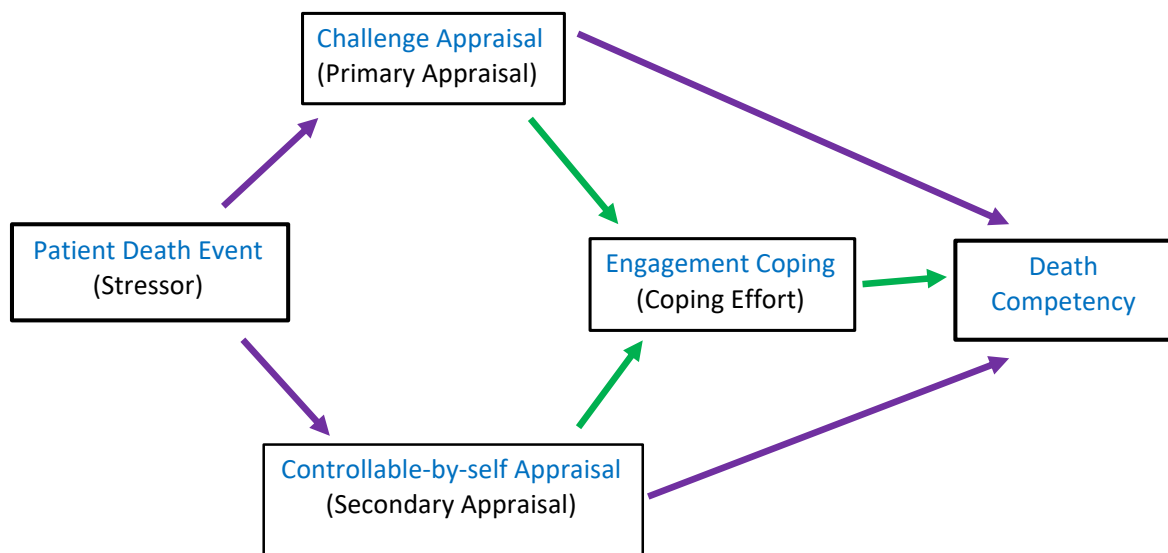 Challenge Appraisal
(Primary Appraisal)
Patient Death Event
(Stressor)
Engagement Coping
(Coping Effort)
Death
Competency
Controllable-by-self Appraisal
(Secondary Appraisal)